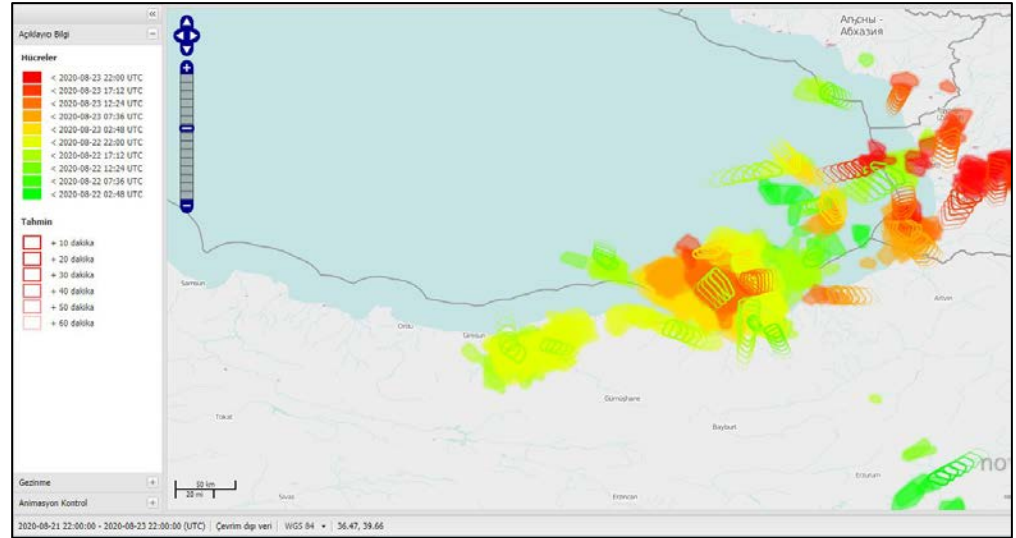 «
Açıklayıcı Bilgi −
Hücreler
< 2020-08-23 22:00 UTC
< 2020-08-23 17:12 UTC
< 2020-08-23 12:24 UTC
< 2020-08-23 07:36 UTC
< 2020-08-23 02:48 UTC
< 2020-08-22 22:00 UTC
< 2020-08-22 17:12 UTC
< 2020-08-22 12:24 UTC
< 2020-08-22 07:36 UTC
< 2020-08-22 02:48 UTC
Tahmin
+ 10 dakika
+ 20 dakika
+ 30 dakika
+ 40 dakika
+ 50 dakika
+ 60 dakika
Gezinme +
Animasyon Kontrol +
Аԥсны -
Абхазия
Samsun
Ordu
Giresun
Artvin
Gümüşhane
Tokat
Bayburt
Erzurum
Sivas
Erzincan
50 km
20 mi
2020-08-21 22:00:00 - 2020-08-23 22:00:00 (UTC) Çevrim dışı veri WGS 84 36.47, 39.66